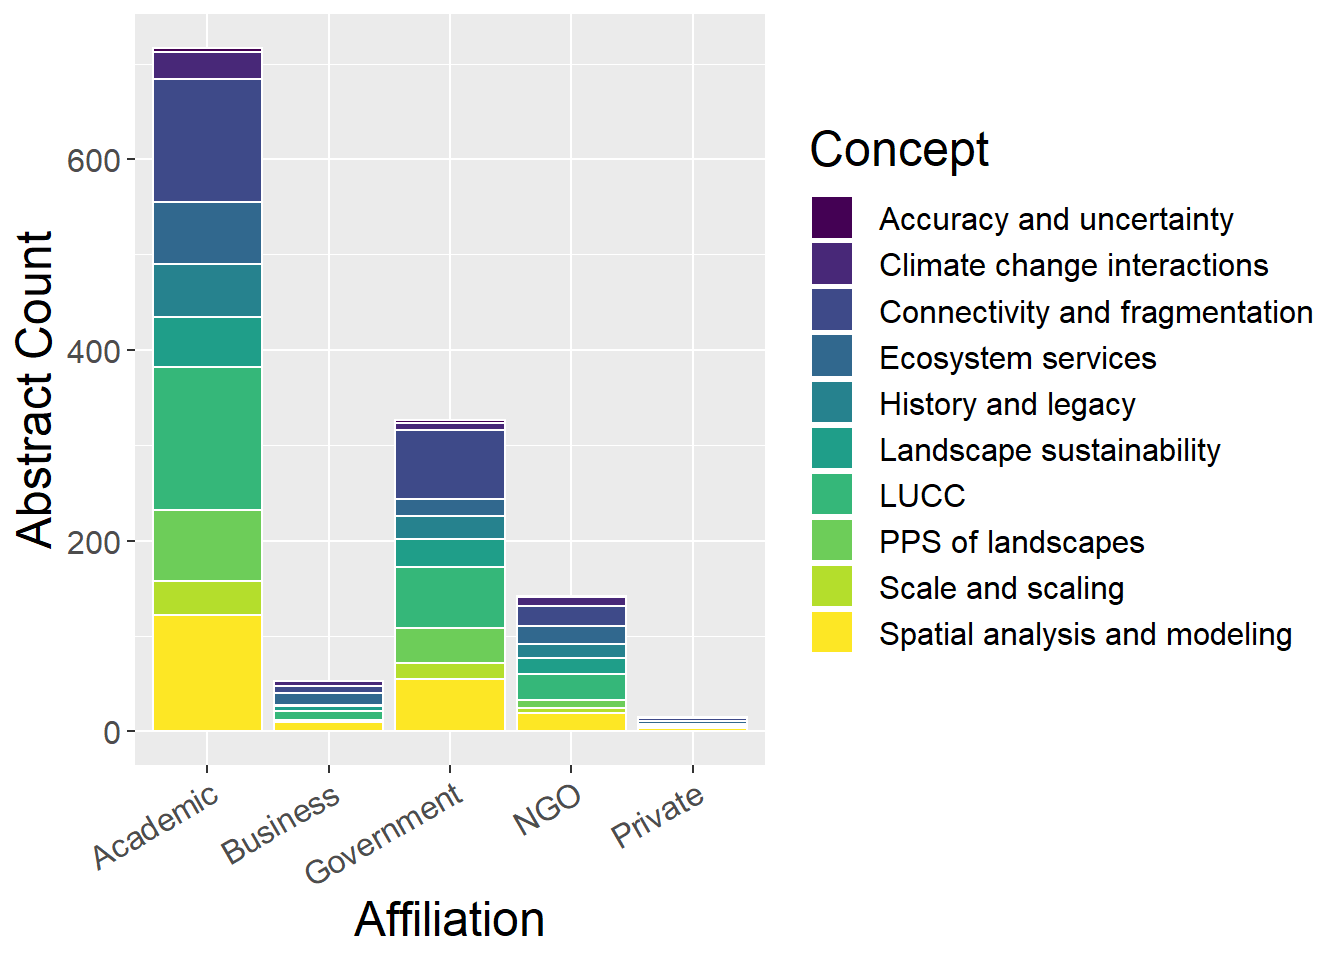 Abstract Count
600
400
200
0
Academic
Business
Government
NGO
Private
Affiliation
Concept
Accuracy and uncertainty
Climate change interactions
Connectivity and fragmentation
Ecosystem services
History and legacy
Landscape sustainability
LUCC
PPS of landscapes
Scale and scaling
Spatial analysis and modeling